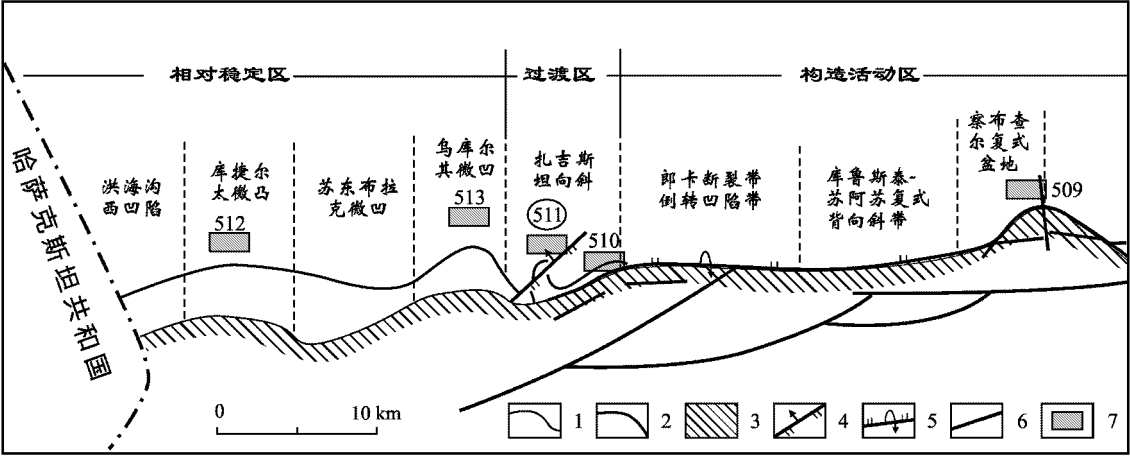 相对稳定区
过渡区
构造活动区
哈萨克斯坦共和国
洪海沟
西凹陷
库捷尔
太微凸
512
苏东布拉
克微凹
乌库尔
其微凹
513
扎吉斯
坦向斜
511
510
郎卡断裂带
倒转凹陷带
库鲁斯泰-
苏阿苏复式
背向斜带
察布查
尔复式
盆地
509
0 10 km
1 2 3 4 5 6 7